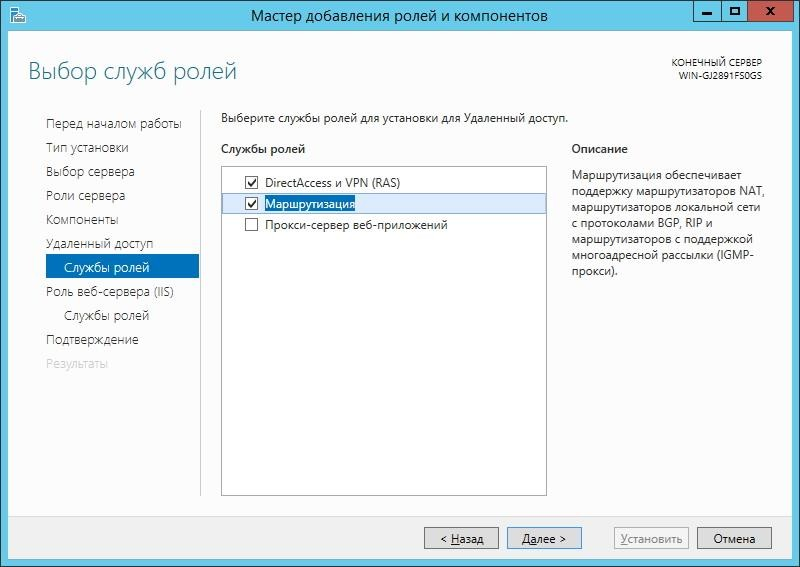 Мастер добавления ролей и компонентов
Выбор служб ролей
КОНЕЧНЫЙ СЕРВЕР
WIN-GJ2891FS0GS
Перед началом работы
Тип установки
Выбор сервера
Роли сервера
Компоненты
Удаленный доступ
Службы ролей
Роль веб-сервера (IIS)
Службы ролей
Подтверждение
Результаты
Выберите службы ролей для установки для Удаленный доступ.
Службы ролей
DirectAccess и VPN (RAS)
Маршрутизация
Прокси-сервер веб-приложений
Описание
Маршрутизация обеспечивает
поддержку маршрутизаторов NAT,
маршрутизаторов локальной сети
с протоколами BGP, RIP и
маршрутизаторов с поддержкой
многоадресной рассылки (IGMP-
прокси).
< Назад
Далее >
Установить
Отмена